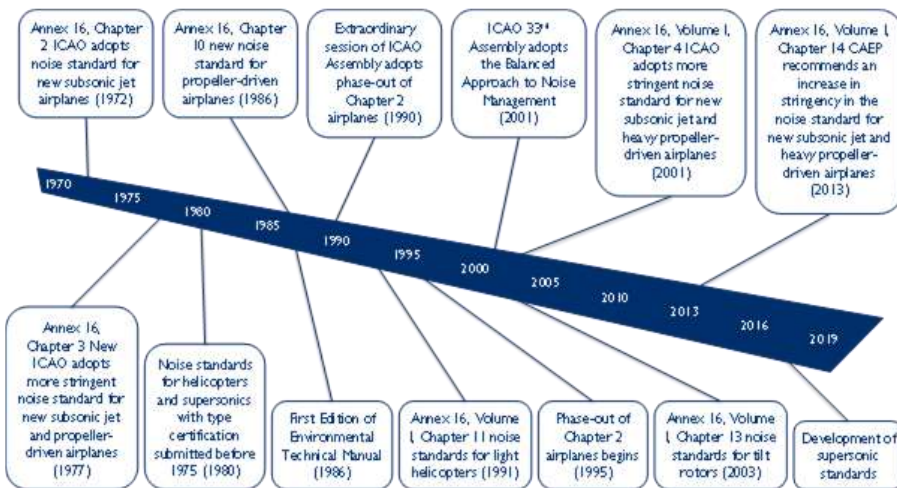 Annex 16, Chapter
2 ICAO adopts
noise standard for
new subsonic jet
airplanes (1972)
Annex 16, Chapter
10 new noise
standard for
propeller-driven
airplanes (1986)
Extraordinary
session of ICAO
Assembly adopts
phase-out of
Chapter 2
airplanes (1990)
ICAO 33rd
Assembly adopts
the Balanced
Approach to Noise
Management
(2001)
Annex 16, Volume I,
Chapter 4 ICAO
adopts more
stringent noise
standard for new
subsonic jet and
heavy propeller-
driven airplanes
(2001)
Annex 16, Volume I,
Chapter 14 CAEP
recommends an
increase in
stringency in the
noise standard for
new subsonic jet and
heavy propeller-
driven airplanes
(2013)
1970
1975
1980
1985
1990
1995
2000
2005
2010
2013
2016
2019
Annex 16,
Chapter 3 New
ICAO adopts
more stringent
noise standard for
new subsonic jet
and propeller-
driven airplanes
(1977)
Noise standards
for helicopters
and supersonics
with type
certification
submitted before
1975 (1980)
First Edition of
Environmental
Technical Manual
(1986)
Annex 16, Volume
I, Chapter 11 noise
standards for light
helicopters (1991)
Phase-out of
Chapter 2
airplanes begins
(1995)
Annex 16, Volume
I, Chapter 13 noise
standards for tilt
rotors (2003)
Development of
supersonic
standards